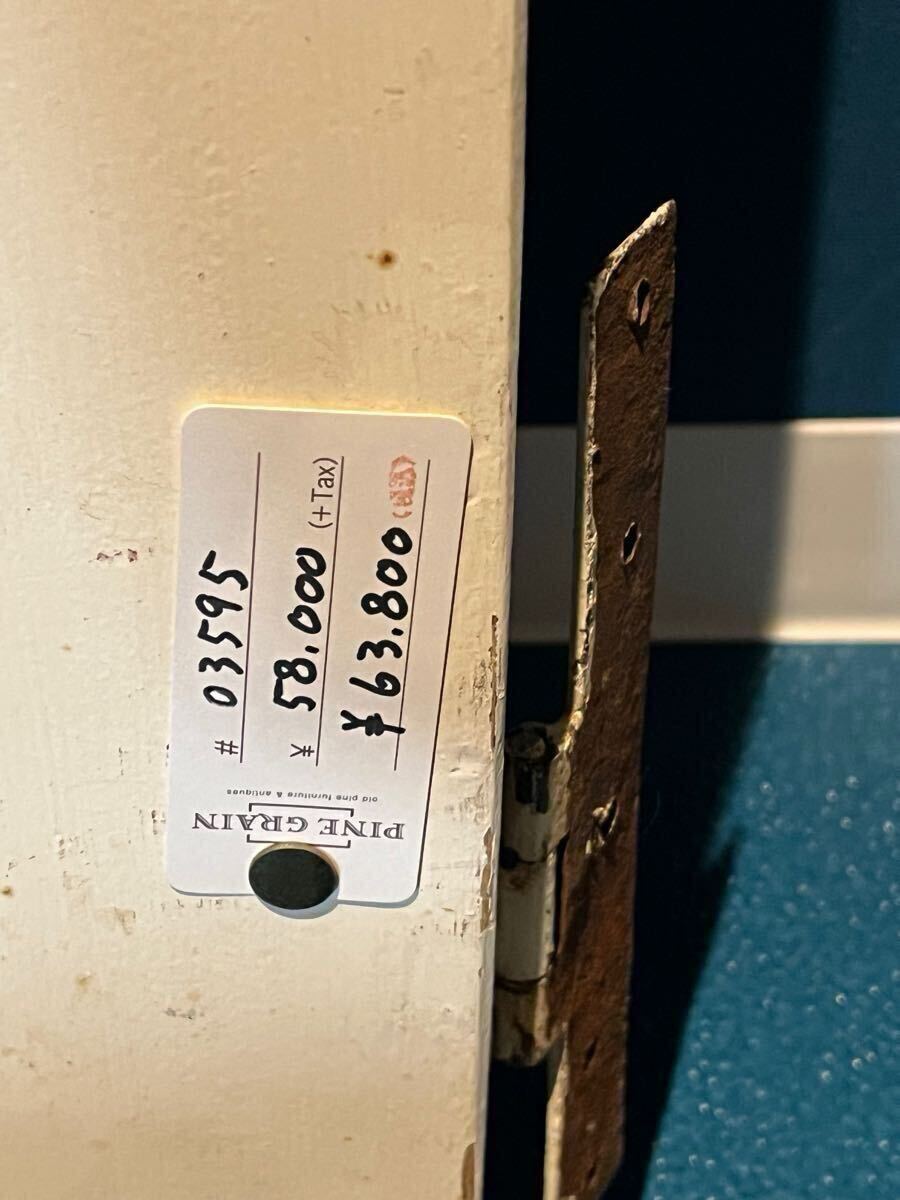 PINE GRAIN
old pine furniture & antiques
# 03595
¥ 58.000 (+Tax)
¥63.800